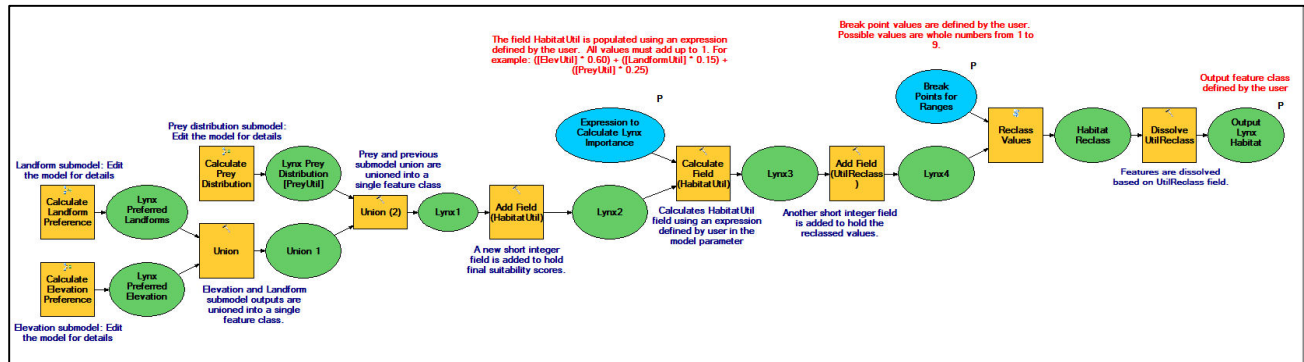 The field HabitatUtil is populated using an expression
defined by the user. All values must add up to 1. For
example: ([ElevUtil] * 0.60) + ([LandformUtil] * 0.15) +
([PreyUtil] * 0.25)
Break point values are defined by the user.
Possible values are whole numbers from 1 to
9.
Output feature class
defined by the user
P
P
P
Landform submodel: Edit
the model for details
Calculate
Landform
Preference
Lynx
Preferred
Landforms
Calculate
Elevation
Preference
Lynx
Preferred
Elevation
Elevation submodel: Edit
the model for details
Prey distribution submodel:
Edit the model for details
Calculate
Prey
Distribution
Lynx Prey
Distribution
[PreyUtil]
Union
Union 1
Elevation and Landform
submodel outputs are
unioned into a single
feature class.
Prey and previous
submodel union are
unioned into a single
feature class
Union (2)
Lynx1
Add Field
(HabitatUtil)
A new short integer
field is added to hold
final suitability scores.
Lynx2
Expression to
Calculate Lynx
Importance
Calculate
Field
(HabitatUtil)
Calculates HabitatUtil
field using an expression
defined by user in the
model parameter
Lynx3
Add Field
(UtilReclass
)
Another short integer field
is added to hold the
reclassed values.
Lynx4
Break
Points for
Ranges
Reclass
Values
Habitat
Reclass
Dissolve
UtilReclass
Features are dissolved
based on UtilReclass field.
Output
Lynx
Habitat